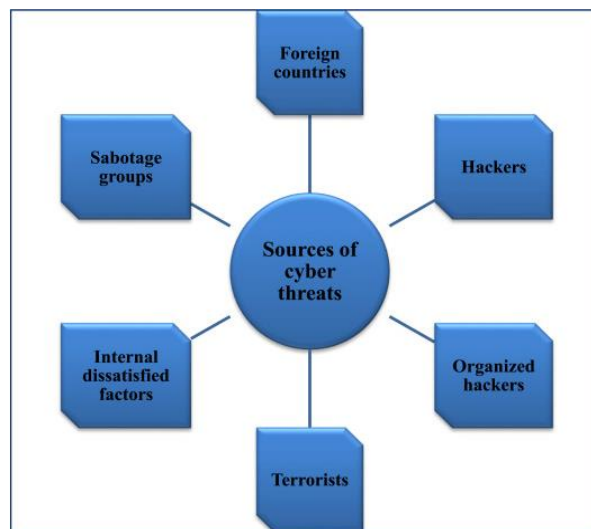 Foreign
countries
Sabotage
groups
Hackers
Sources of
cyber
threats
Internal
dissatisfied
factors
Organized
hackers
Terrorists